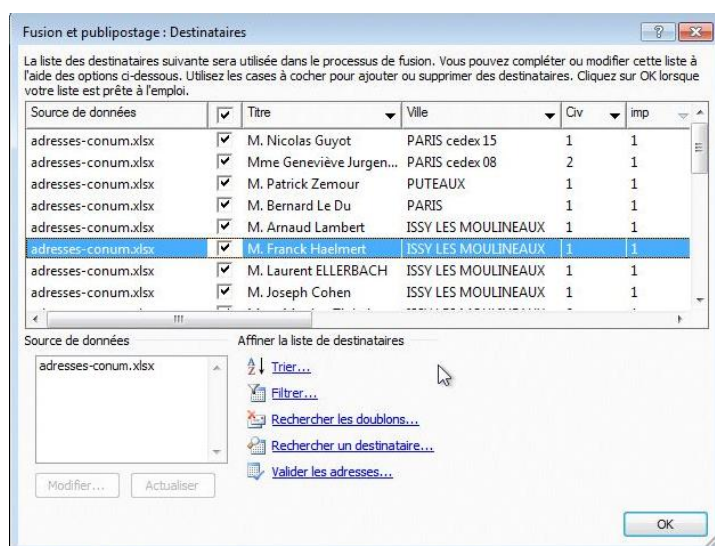 Fusion et publipostage : Destinataires
La liste des destinataires suivante sera utilisée dans le processus de fusion. Vous pouvez compléter ou modifier cette liste à
l'aide des options ci-dessous. Utilisez les cases à cocher pour ajouter ou supprimer des destinataires. Cliquez sur OK lorsque
votre liste est prête à l'emploi.
Source de données Titre Ville Civ imp
adresses-conum.xlsx M. Nicolas Guyot PARIS cedex 15 1 1
adresses-conum.xlsx Mme Geneviève Jurgen... PARIS cedex 08 2 1
adresses-conum.xlsx M. Patrick Zemour PUTEAUX 1 1
adresses-conum.xlsx M. Bernard Le Du PARIS 1 1
adresses-conum.xlsx M. Arnaud Lambert ISSY LES MOULINEAUX 1 1
adresses-conum.xlsx M. Franck Haelmert ISSY LES MOULINEAUX 1 1
adresses-conum.xlsx M. Laurent ELLERBACH ISSY LES MOULINEAUX 1 1
adresses-conum.xlsx M. Joseph Cohen ISSY LES MOULINEAUX 1 1
Source de données
adresses-conum.xlsx
Modifier... Actualiser
Affiner la liste de destinataires
Trier...
Filtrer...
Rechercher les doublons...
Rechercher un destinataire...
Valider les adresses...
OK